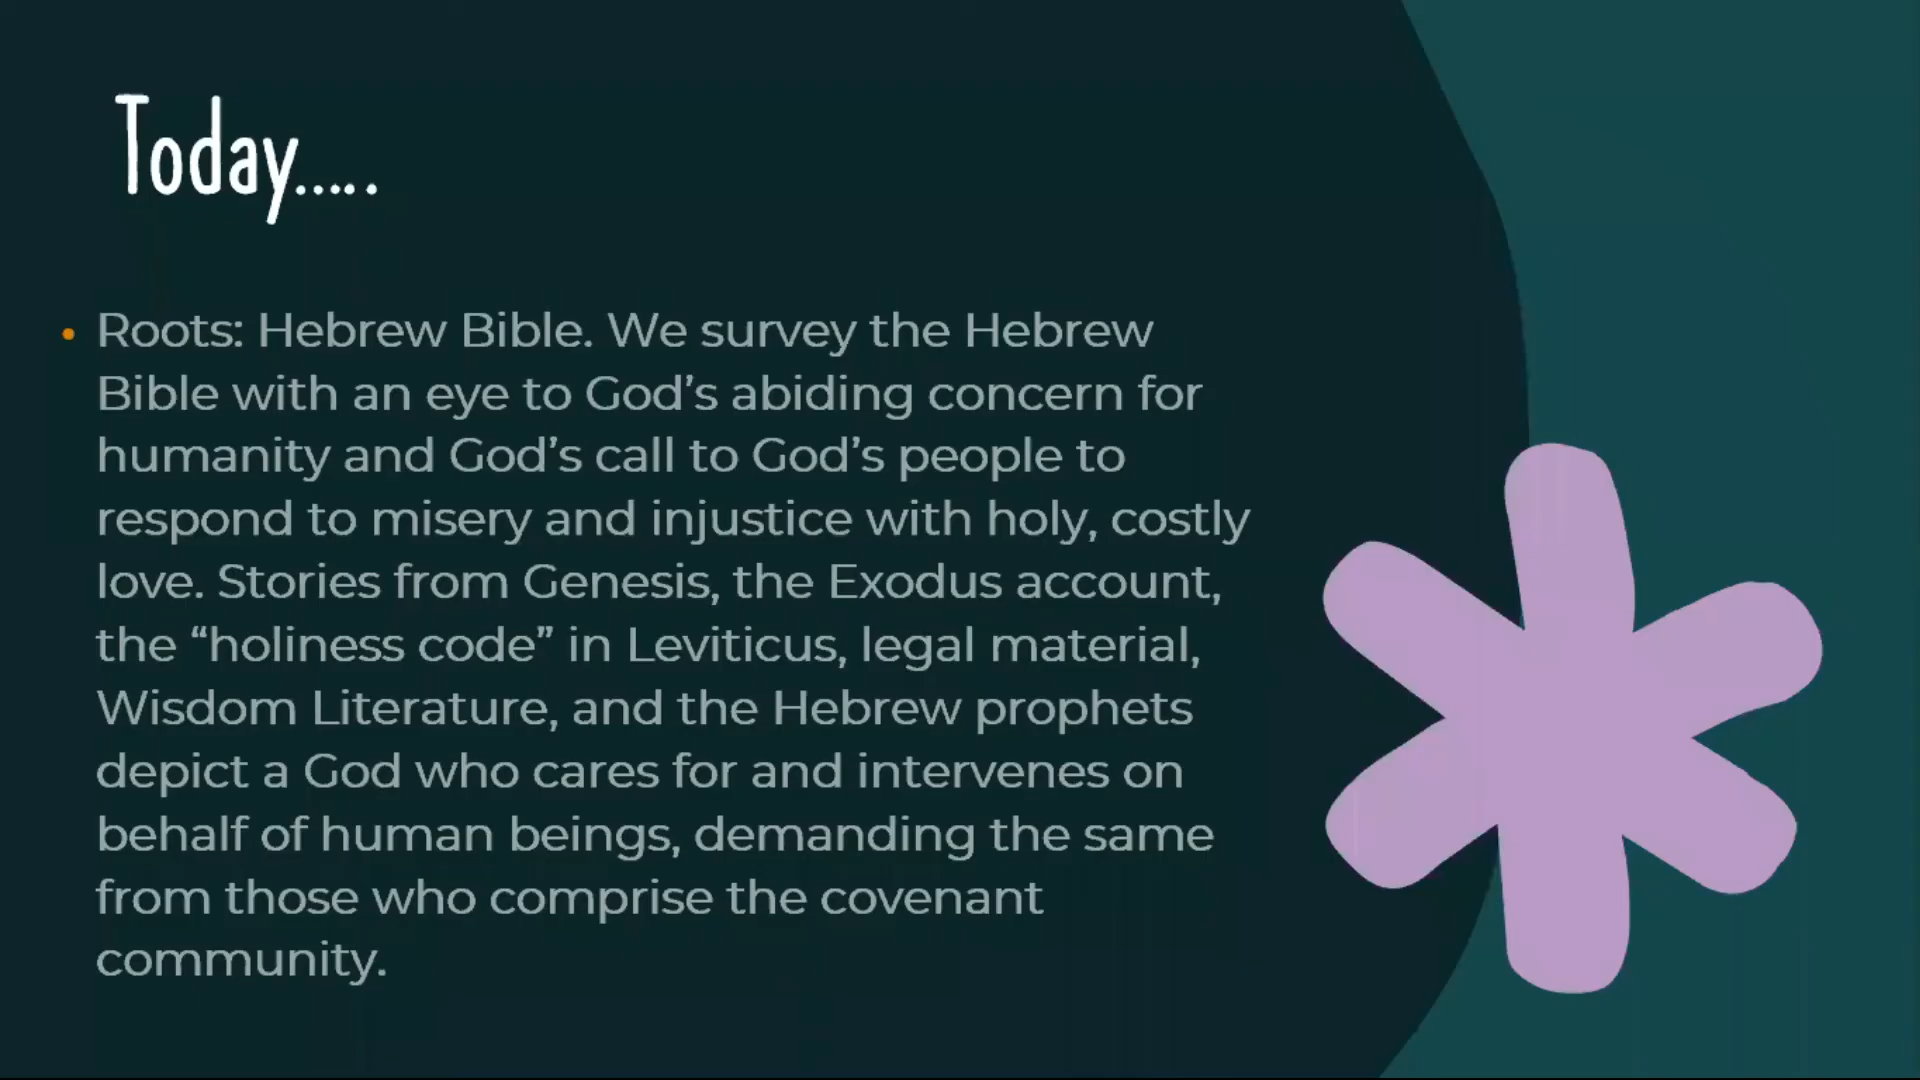 Today.....
• Roots: Hebrew Bible. We survey the Hebrew
Bible with an eye to God’s abiding concern for
humanity and God’s call to God’s people to
respond to misery and injustice with holy, costly
love. Stories from Genesis, the Exodus account,
the “holiness code” in Leviticus, legal material,
Wisdom Literature, and the Hebrew prophets
depict a God who cares for and intervenes on
behalf of human beings, demanding the same
from those who comprise the covenant
community.